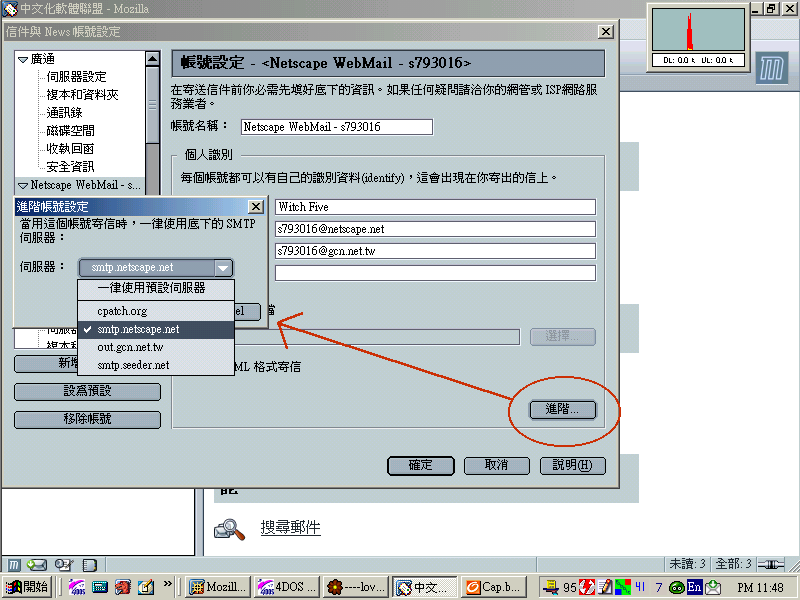 中文化軟體聯盟 - Mozilla
信件與 News 帳號設定
DL: 0.0 k UL: 0.0 k
廣通
伺服器設定
複本和資料夾
通訊錄
磁碟空間
收執回函
安全資訊
Netscape WebMail - s...
帳號設定 - <Netscape WebMail - s793016>
在寄送信件前你必需先填好底下的資訊。如果任何疑問請洽你的網管或 ISP網路服
務業者。
帳號名稱：
Netscape WebMail - s793016
個人識別
每個帳號都可以有自己的識別資料(identify)，這會出現在你寄出的信上。
Witch Five
s793016@netscape.net
s793016@gcn.net.tw
進階帳號設定
當用這個帳號寄信時，一律使用底下的 SMTP
伺服器：
伺服器：
smtp.netscape.net
一律使用預設伺服器
cpatch.org
smtp.netscape.net
out.gcn.net.tw
smtp.seeder.net
el
檔
選擇...
ML 格式寄信
新增
設為預設
移除帳號
進階...
確定
取消
說明(H)
搜尋郵件
未讀: 3
全部: 3
開始
4DOS
Mozill...
4DOS ...
----lov...
中文...
Cap.b...
95
41
7
En
PM 11:48